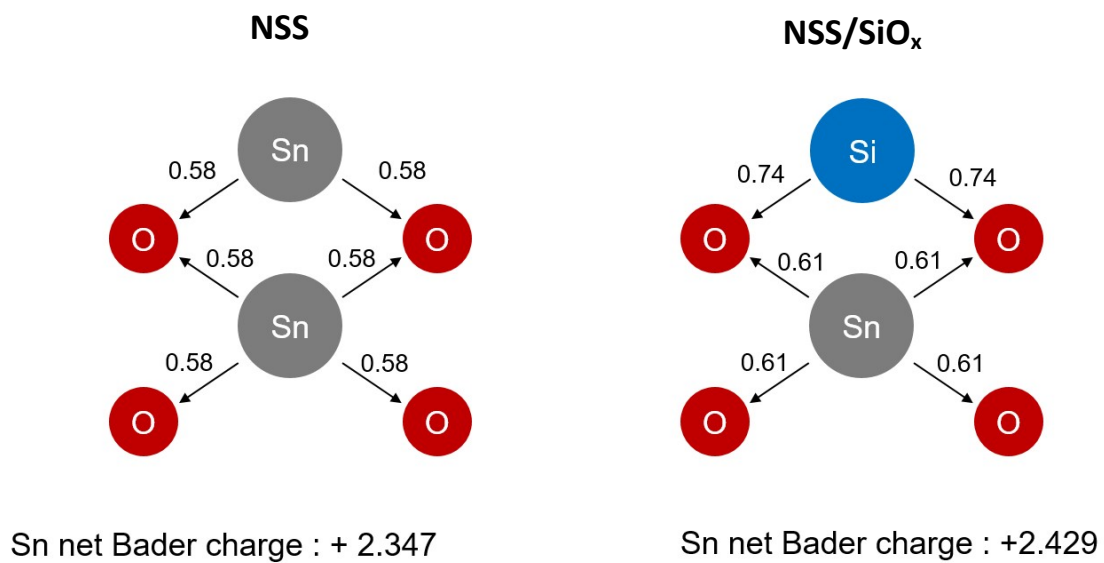 NSS
NSS/SiOₓ
Sn
Si
0.58
0.58
0.74
0.74
O
O
O
O
0.58
0.58
0.61
0.61
Sn
Sn
0.58
0.58
0.61
0.61
O
O
O
O
Sn net Bader charge : + 2.347
Sn net Bader charge : +2.429